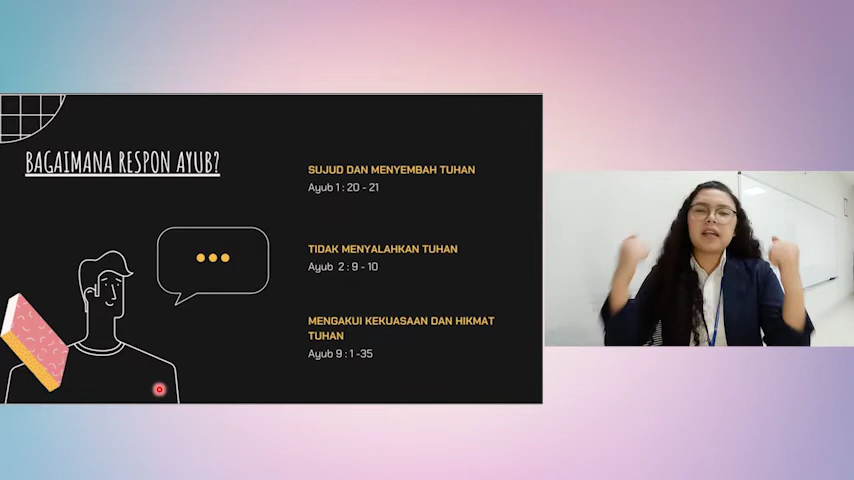 BAGAIMANA RESPON AYUB?
SUJUD DAN MENYEMBAH TUHAN
Ayub 1 : 20 - 21
TIDAK MENYALAHKAN TUHAN
Ayub 2 : 9 - 10
MENGAKUI KEKUASAAN DAN HIKMAT
TUHAN
Ayub 9 : 1 -35